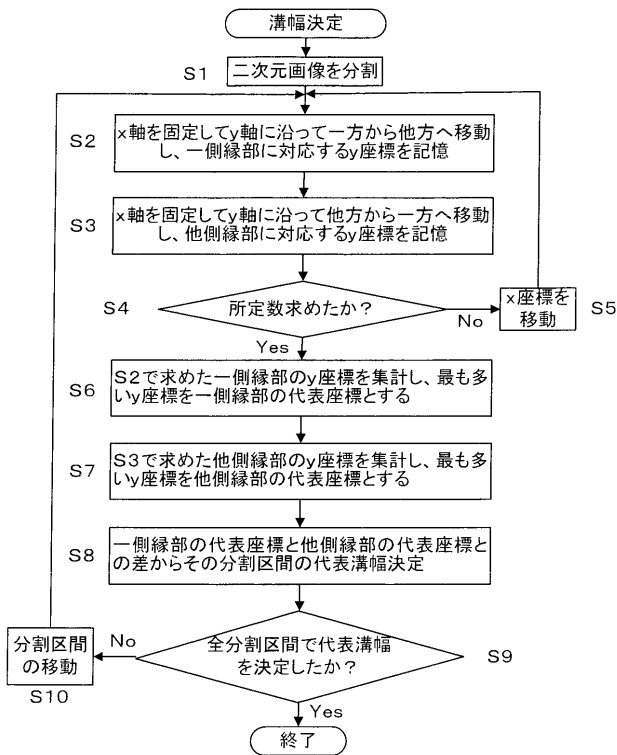 溝幅決定
S1
二次元画像を分割
S2
x軸を固定してy軸に沿って一方から他方へ移動
し、一側縁部に対応するy座標を記憶
S3
x軸を固定してy軸に沿って他方から一方へ移動
し、他側縁部に対応するy座標を記憶
S4
所定数求めたか？
No
x座標を
移動
S5
Yes
S6
S2で求めた一側縁部のy座標を集計し、最も多
いy座標を一側縁部の代表座標とする
S7
S3で求めた他側縁部のy座標を集計し、最も多
いy座標を他側縁部の代表座標とする
S8
一側縁部の代表座標と他側縁部の代表座標と
の差からその分割区間の代表溝幅決定
分割区間
の移動
S10
No
全分割区間で代表溝幅
を決定したか？
S9
Yes
終了